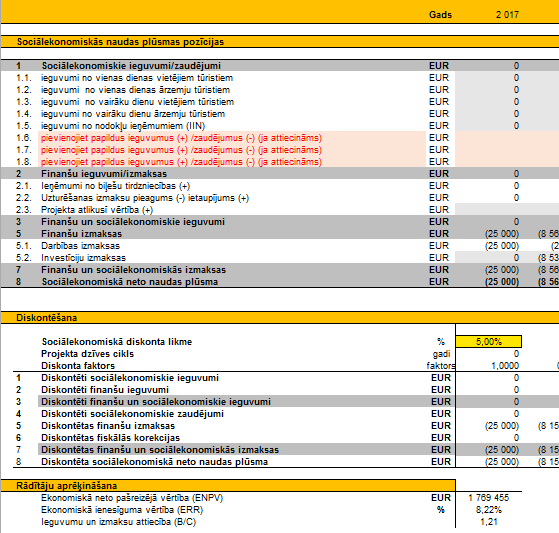 Gads 2 017
Sociālekonomiskās naudas plūsmas pozīcijas
1 Sociālekonomiskie ieguvumi/zaudējumi EUR 0
1.1. ieguvumi no vienas dienas vietējiem tūristiem EUR 0
1.2. ieguvumi no vienas dienas ārzemju tūristiem EUR 0
1.3. ieguvumi no vairāku dienu vietējiem tūristiem EUR 0
1.4. ieguvumi no vairāku dienu ārzemju tūristiem EUR 0
1.5. ieguvumi no nodokļu ieņēmumiem (IIN) EUR 0
1.6. pievienojiet papildus ieguvumus (+) /zaudējumus (-) (ja attiecināms) EUR
1.7. pievienojiet papildus ieguvumus (+) /zaudējumus (-) (ja attiecināms) EUR
1.8. pievienojiet papildus ieguvumus (+) /zaudējumus (-) (ja attiecināms) EUR
2 Finanšu ieguvumi/izmaksas EUR 0
2.1. Ieņēmumi no biļešu tirdzniecības (+) EUR 0
2.2. Uzturēšanas izmaksu pieagums (-) ietaupījums (+) EUR 0
2.3. Projekta atlikusī vērtība (+) EUR
3 Finanšu un sociālekonomiskie ieguvumi EUR 0
5 Finanšu izmaksas EUR (25 000) (8 56
5.1. Darbības izmaksas EUR (25 000) (2
5.2. Investīciju izmaksas EUR 0 (8 53
7 Finanšu un sociālekonomiskās izmaksas EUR (25 000) (8 56
8 Sociālekonomiskā neto naudas plūsma EUR (25 000) (8 56
Diskontēšana
Sociālekonomiskā diskonta likme % 5,00%
Projekta dzīves cikls gadi 0
Diskonta faktors faktors 1,0000
1 Diskontēti sociālekonomiskie ieguvumi EUR 0
2 Diskontēti finanšu ieguvumi EUR 0
3 Diskontēti finanšu un sociālekonomiskie ieguvumi EUR 0
4 Diskontēti sociālekonomiskie zaudējumi EUR 0
5 Diskontētas finanšu izmaksas EUR (25 000) (8 15
6 Diskontētas fiskālās korekcijas EUR 0
7 Diskontētas finanšu un sociālekonomiskās izmaksas EUR (25 000) (8 15
8 Diskontēta sociālekonomiskā neto naudas plūsma EUR (25 000) (8 15
Rādītāju aprēķināšana
Ekonomiskā neto pašreizējā vērtība (ENPV) EUR 1 769 455
Ekonomiskā ienesīguma vērtība (ERR) % 8,22%
Ieguvumu un izmaksu attiecība (B/C) 1,21